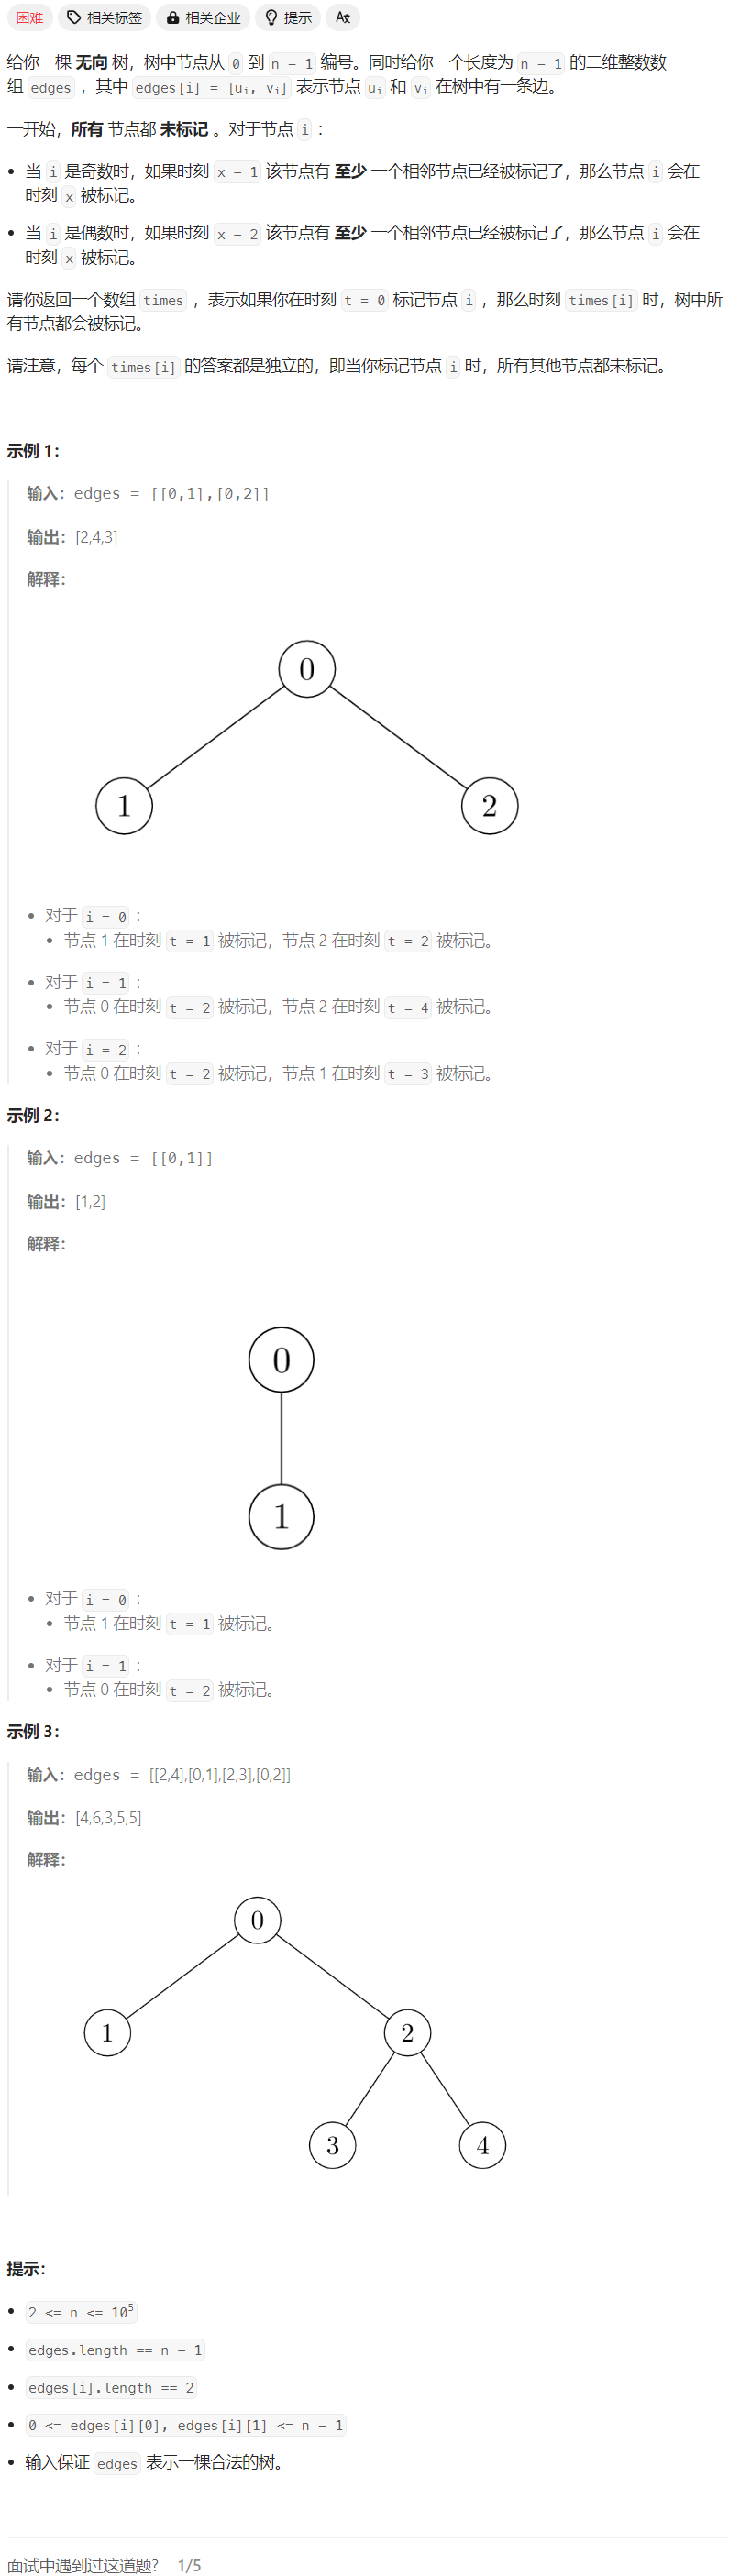 困难 相关标签 相关企业 提示
给你一棵 无向 树，树中节点从 0 到 n - 1 编号。同时给你一个长度为 n - 1 的二维整数数
组 edges ，其中 edges[i] = [uᵢ, vᵢ] 表示节点 uᵢ 和 vᵢ 在树中有一条边。
一开始，所有 节点都 未标记 。对于节点 i ：
• 当 i 是奇数时，如果时刻 x - 1 该节点有 至少 一个相邻节点已经被标记了，那么节点 i 会在
时刻 x 被标记。
• 当 i 是偶数时，如果时刻 x - 2 该节点有 至少 一个相邻节点已经被标记了，那么节点 i 会在
时刻 x 被标记。
请你返回一个数组 times ，表示如果你在时刻 t = 0 标记节点 i ，那么时刻 times[i] 时，树中所
有节点都会被标记。
请注意，每个 times[i] 的答案都是独立的，即当你标记节点 i 时，所有其他节点都未标记。
示例 1：
输入：edges = [[0,1],[0,2]]
输出：[2,4,3]
解释：
0
1 2
• 对于 i = 0 ：
• 节点 1 在时刻 t = 1 被标记，节点 2 在时刻 t = 2 被标记。
• 对于 i = 1 ：
• 节点 0 在时刻 t = 2 被标记，节点 2 在时刻 t = 4 被标记。
• 对于 i = 2 ：
• 节点 0 在时刻 t = 2 被标记，节点 1 在时刻 t = 3 被标记。
示例 2：
输入：edges = [[0,1]]
输出：[1,2]
解释：
0
1
• 对于 i = 0 ：
• 节点 1 在时刻 t = 1 被标记。
• 对于 i = 1 ：
• 节点 0 在时刻 t = 2 被标记。
示例 3：
输入：edges = [[2,4],[0,1],[2,3],[0,2]]
输出：[4,6,3,5,5]
解释：
0
1 2
3 4
提示：
• 2 <= n <= 10⁵
• edges.length == n - 1
• edges[i].length == 2
• 0 <= edges[i][0], edges[i][1] <= n - 1
• 输入保证 edges 表示一棵合法的树。
面试中遇到过这道题? 1/5